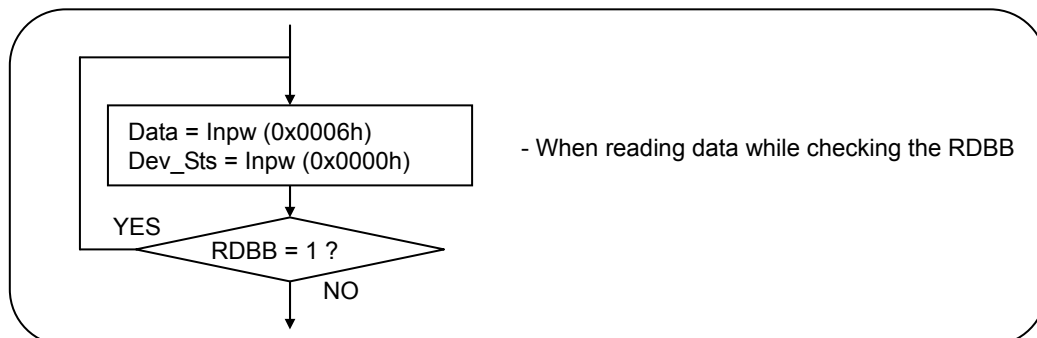 Data = Inpw (0x0006h)
Dev_Sts = Inpw (0x0000h)
- When reading data while checking the RDBB
YES
RDBB = 1 ?
NO